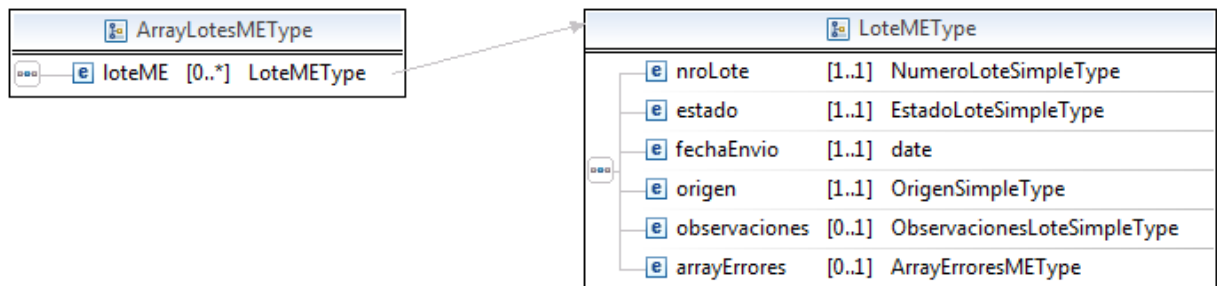 ArrayLotesMEType
e loteME [0..*] LoteMEType
LoteMEType
e nroLote [1..1] NumeroLoteSimpleType
e estado [1..1] EstadoLoteSimpleType
e fechaEnvio [1..1] date
e origen [1..1] OrigenSimpleType
e observaciones [0..1] ObservacionesLoteSimpleType
e arrayErrores [0..1] ArrayErroresMEType